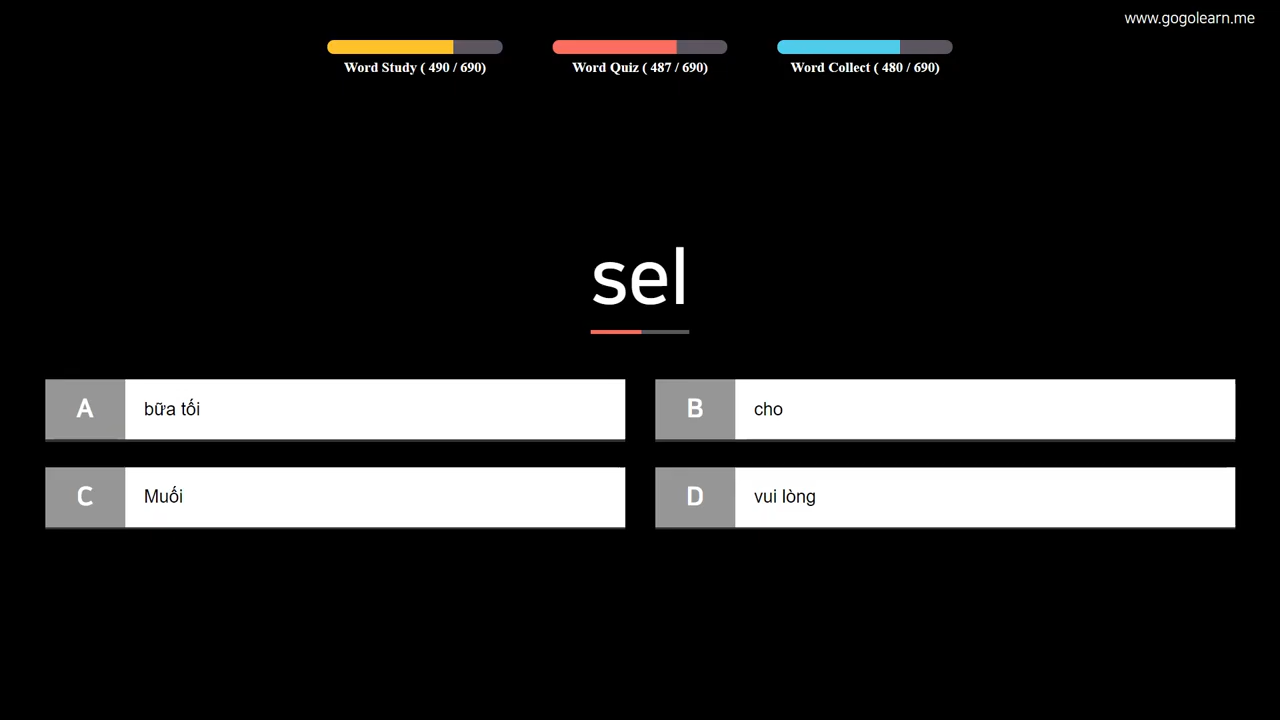 www.gogolearn.me
Word Study ( 490 / 690)
Word Quiz ( 487 / 690)
Word Collect ( 480 / 690)
sel
A bữa tối
B cho
C Muối
D vui lòng